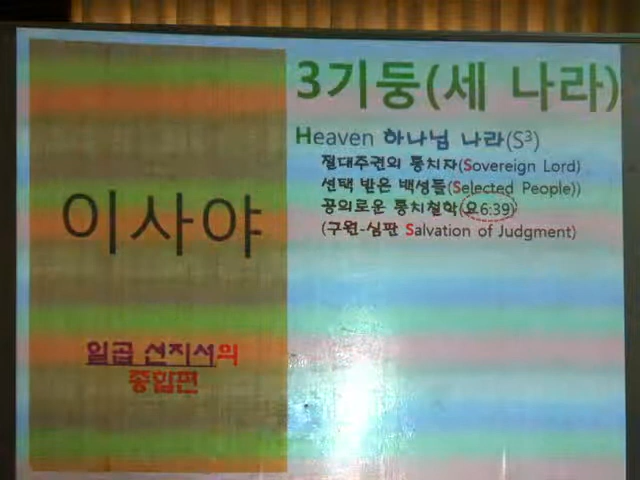 이사야
일곱 선지서의
종합편
3기둥(세 나라)
Heaven 하나님 나라(S³)
절대주권의 통치자(Sovereign Lord)
선택 받은 백성들(Selected People))
공의로운 통치철학(요6:39)
(구원-심판 Salvation of Judgment)